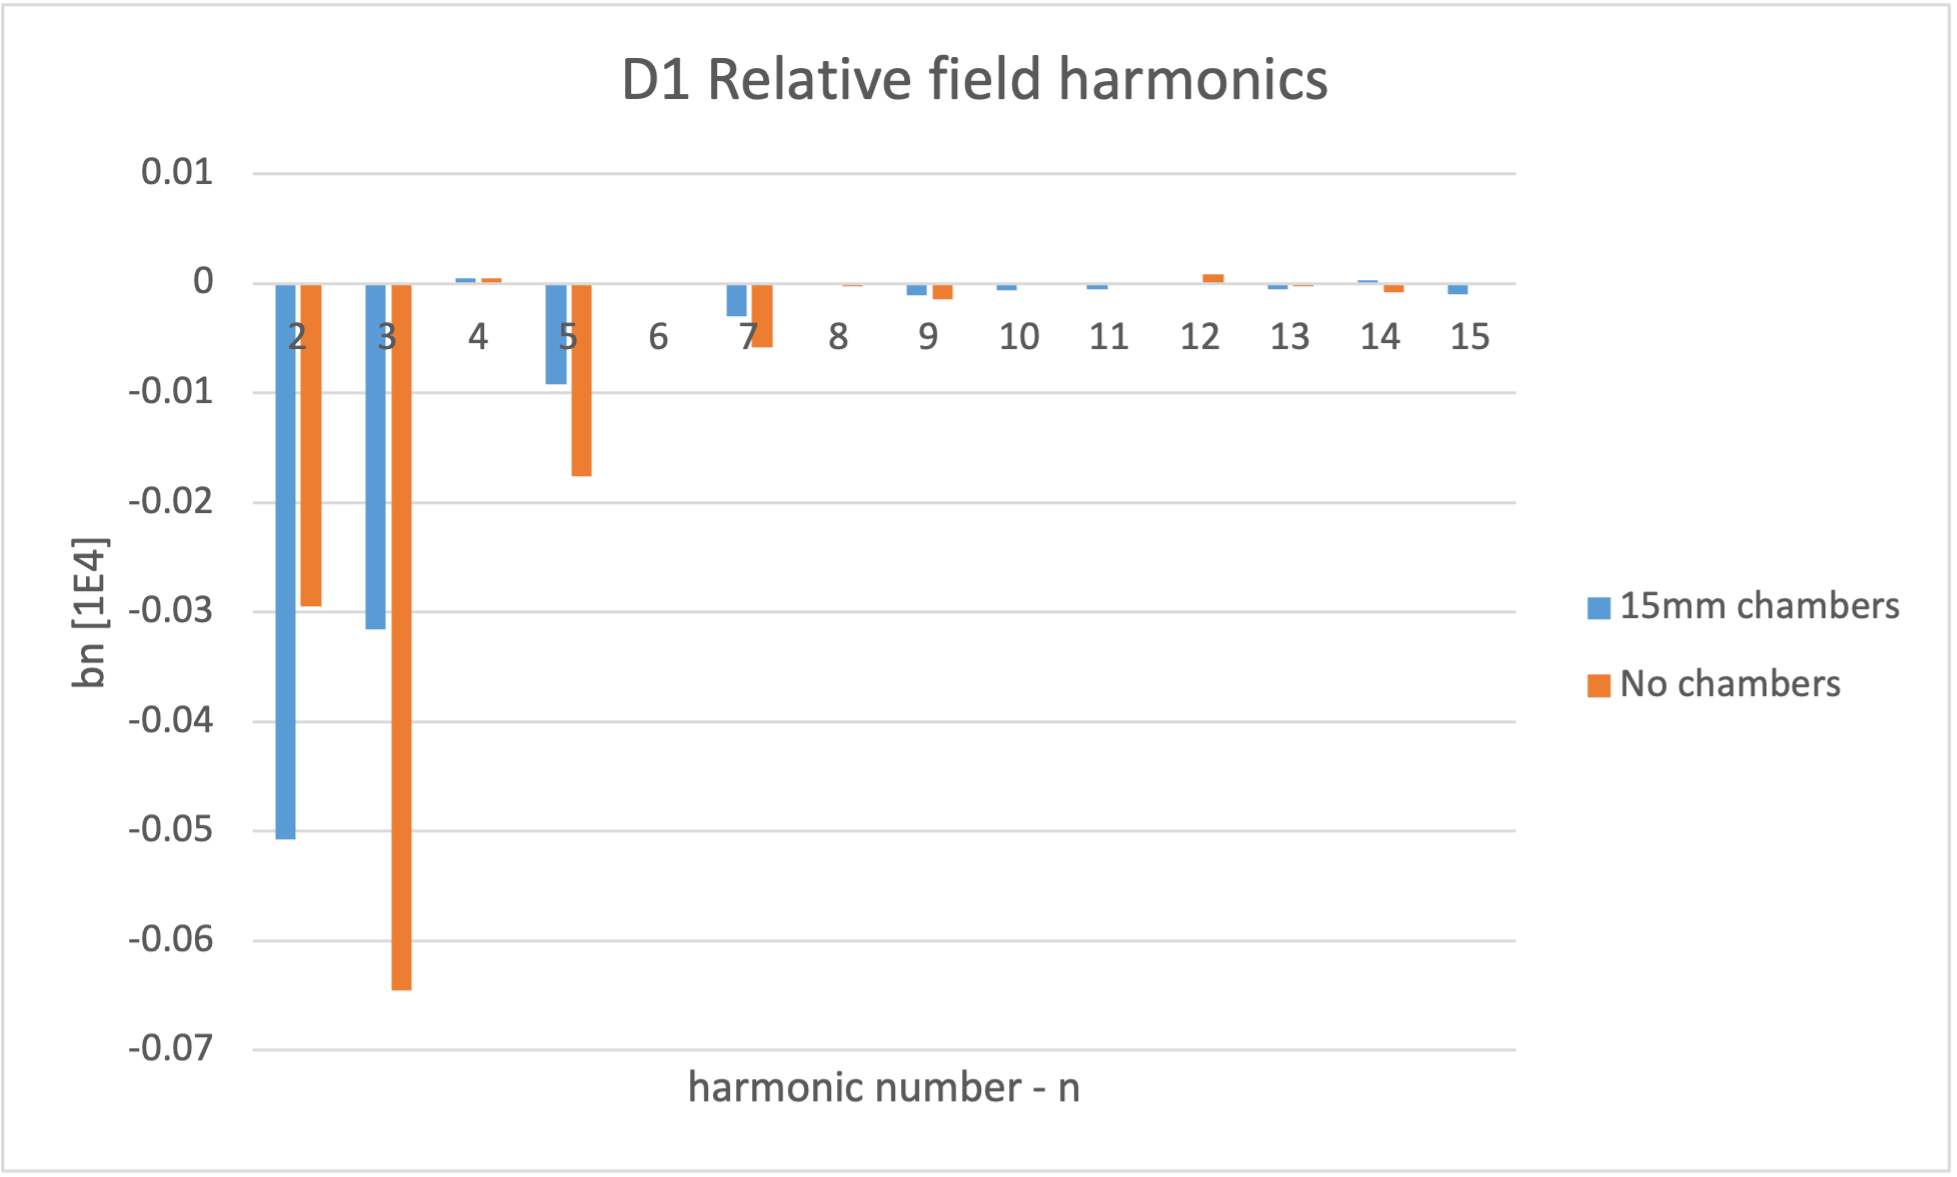 D1 Relative field harmonics
0.01
0
2 3 4 5 6 7 8 9 10 11 12 13 14 15
-0.01
-0.02
-0.03
-0.04
-0.05
-0.06
-0.07
bn [1E4]
15mm chambers
No chambers
harmonic number - n